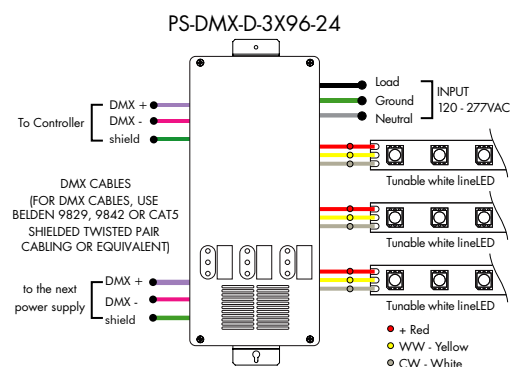 PS-DMX-D-3X96-24
Load
Ground
Neutral
INPUT
120 - 277VAC
To Controller
DMX +
DMX -
shield
Tunable white lineLED
DMX CABLES
(FOR DMX CABLES, USE
BELDEN 9829, 9842 OR CAT5
SHIELDED TWISTED PAIR
CABLING OR EQUIVALENT)
Tunable white lineLED
to the next
power supply
DMX +
DMX -
shield
Tunable white lineLED
+ Red
WW - Yellow
CW - White